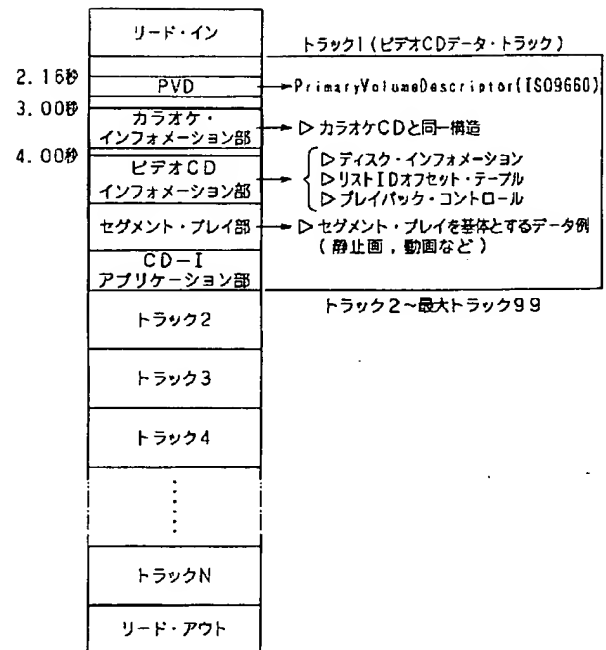 リード・イン
トラック1(ビデオCDデータ・トラック)
2.16秒
PVD
PrimaryVolumeDescriptor(ISO9660)
3.00秒
カラオケ・
インフォメーション部
▷カラオケCDと同一構造
4.00秒
ビデオCD
インフォメーション部
▷ディスク・インフォメーション
▷リストIDオフセット・テーブル
▷プレイパック・コントロール
セグメント・プレイ部
▷セグメント・プレイを基体とするデータ例
(静止画,動画など)
CD-I
アプリケーション部
トラック2
トラック2~最大トラック99
トラック3
トラック4
トラックN
リード・アウト